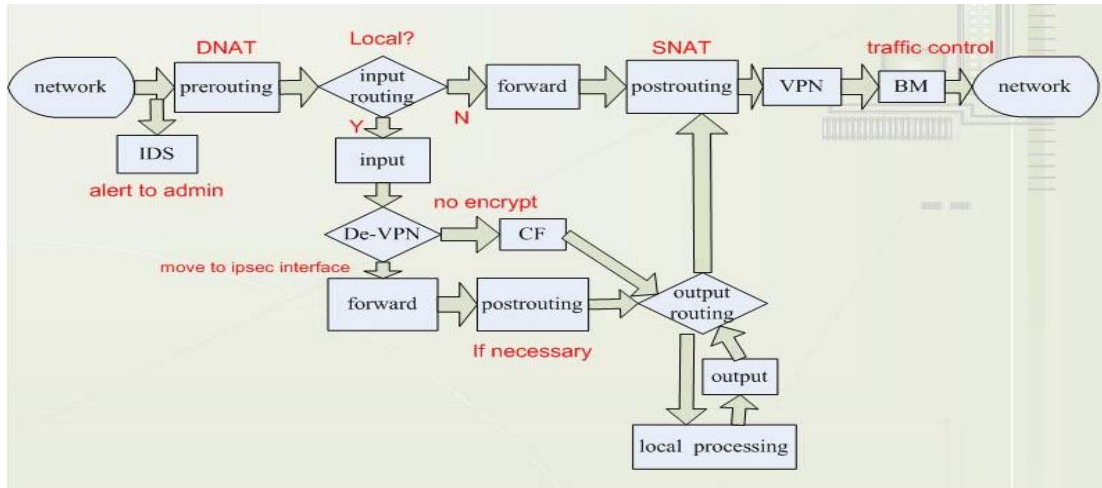 DNAT
Local?
SNAT
traffic control
network
prerouting
input
routing
forward
postrouting
VPN
BM
network
Y
N
IDS
input
alert to admin
no encrypt
De-VPN
CF
move to ipsec interface
forward
postrouting
output
routing
If necessary
output
local processing